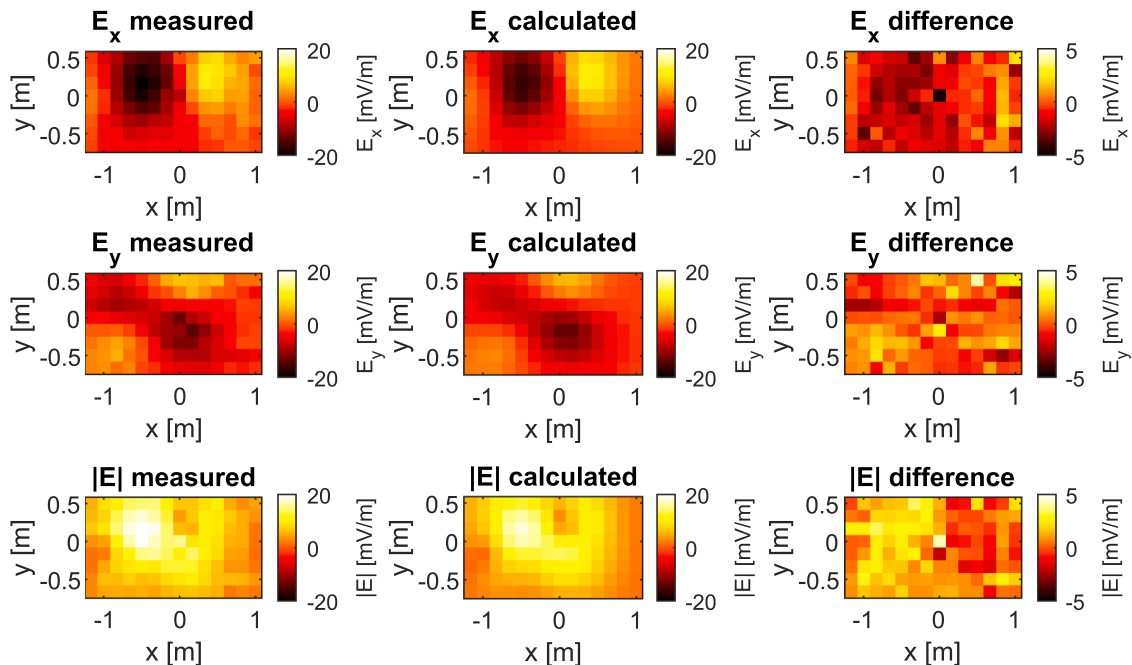 E_x measured
E_x calculated
E_x difference
0.5
0
-0.5
y [m]
-1
0
1
x [m]
20
0
-20
E_x [mV/m]
0.5
0
-0.5
y [m]
-1
0
1
x [m]
20
0
-20
E_x [mV/m]
0.5
0
-0.5
y [m]
-1
0
1
x [m]
5
0
-5
E_x [mV/m]
E_y measured
E_y calculated
E_y difference
0.5
0
-0.5
y [m]
-1
0
1
x [m]
20
0
-20
E_y [mV/m]
0.5
0
-0.5
y [m]
-1
0
1
x [m]
20
0
-20
E_y [mV/m]
0.5
0
-0.5
y [m]
-1
0
1
x [m]
5
0
-5
E_y [mV/m]
|E| measured
|E| calculated
|E| difference
0.5
0
-0.5
y [m]
-1
0
1
x [m]
20
0
-20
|E| [mV/m]
0.5
0
-0.5
y [m]
-1
0
1
x [m]
20
0
-20
|E| [mV/m]
0.5
0
-0.5
y [m]
-1
0
1
x [m]
5
0
-5
|E| [mV/m]